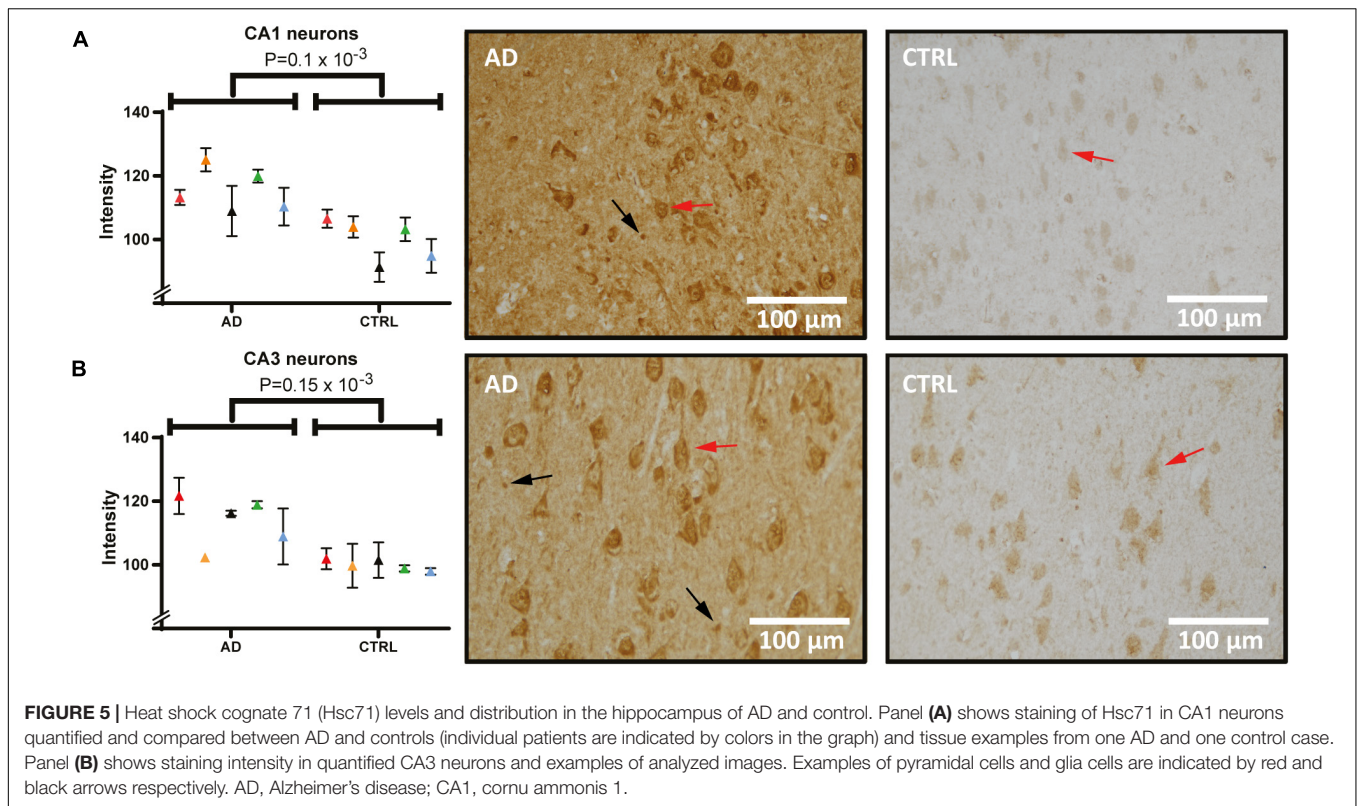 A
CA1 neurons
P=0.1 x 10-3
140
120
100
Intensity
AD
CTRL
AD
100 µm
CTRL
100 µm
B
CA3 neurons
P=0.15 x 10-3
140
120
100
Intensity
AD
CTRL
AD
100 µm
CTRL
100 µm
FIGURE 5 | Heat shock cognate 71 (Hsc71) levels and distribution in the hippocampus of AD and control. Panel (A) shows staining of Hsc71 in CA1 neurons
quantified and compared between AD and controls (individual patients are indicated by colors in the graph) and tissue examples from one AD and one control case.
Panel (B) shows staining intensity in quantified CA3 neurons and examples of analyzed images. Examples of pyramidal cells and glia cells are indicated by red and
black arrows respectively. AD, Alzheimer's disease; CA1, cornu ammonis 1.